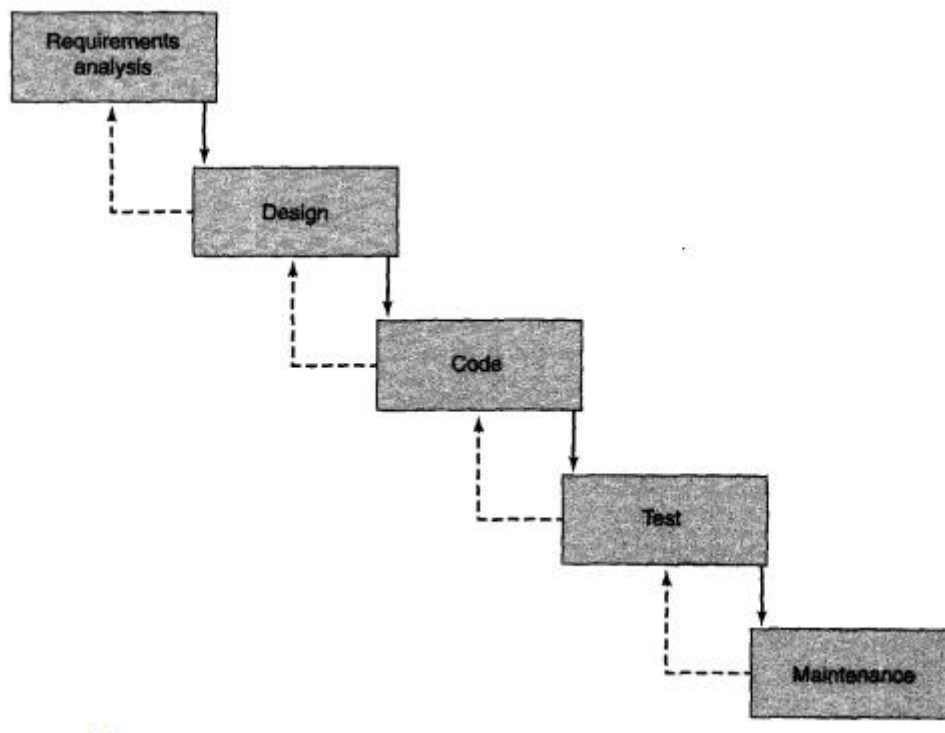 Requirements
analysis
Design
Code
Test
Maintenance